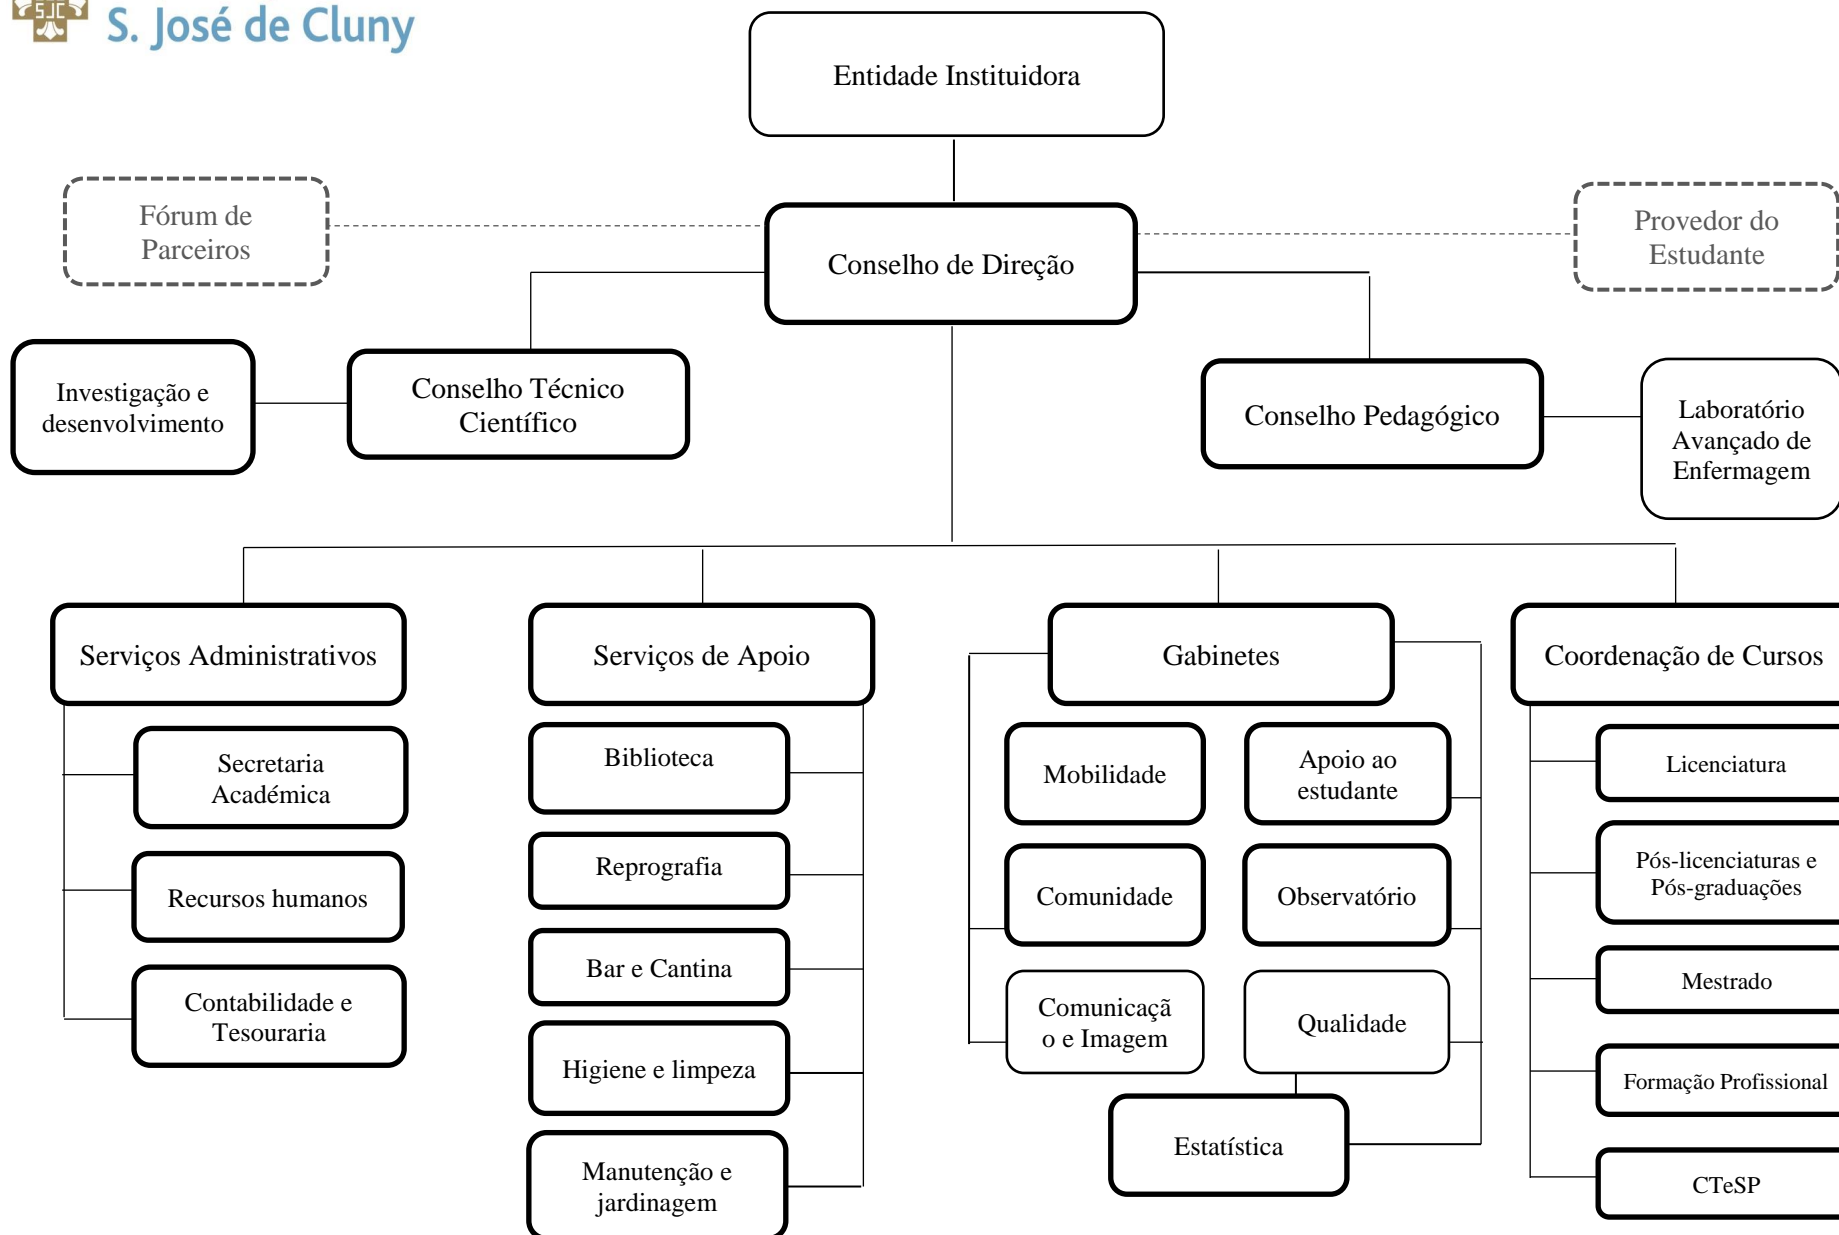 SJC
S. José de Cluny
Entidade Instituidora
Fórum de
Parceiros
Provedor do
Estudante
Conselho de Direção
Investigação e
desenvolvimento
Conselho Técnico
Científico
Conselho Pedagógico
Laboratório
Avançado de
Enfermagem
Serviços Administrativos
Secretaria
Académica
Recursos humanos
Contabilidade e
Tesouraria
Serviços de Apoio
Biblioteca
Reprografia
Bar e Cantina
Higiene e limpeza
Manutenção e
jardinagem
Gabinetes
Mobilidade
Apoio ao
estudante
Comunidade
Observatório
Comunicaçã
o e Imagem
Qualidade
Estatística
Coordenação de Cursos
Licenciatura
Pós-licenciaturas e
Pós-graduações
Mestrado
Formação Profissional
CTeSP